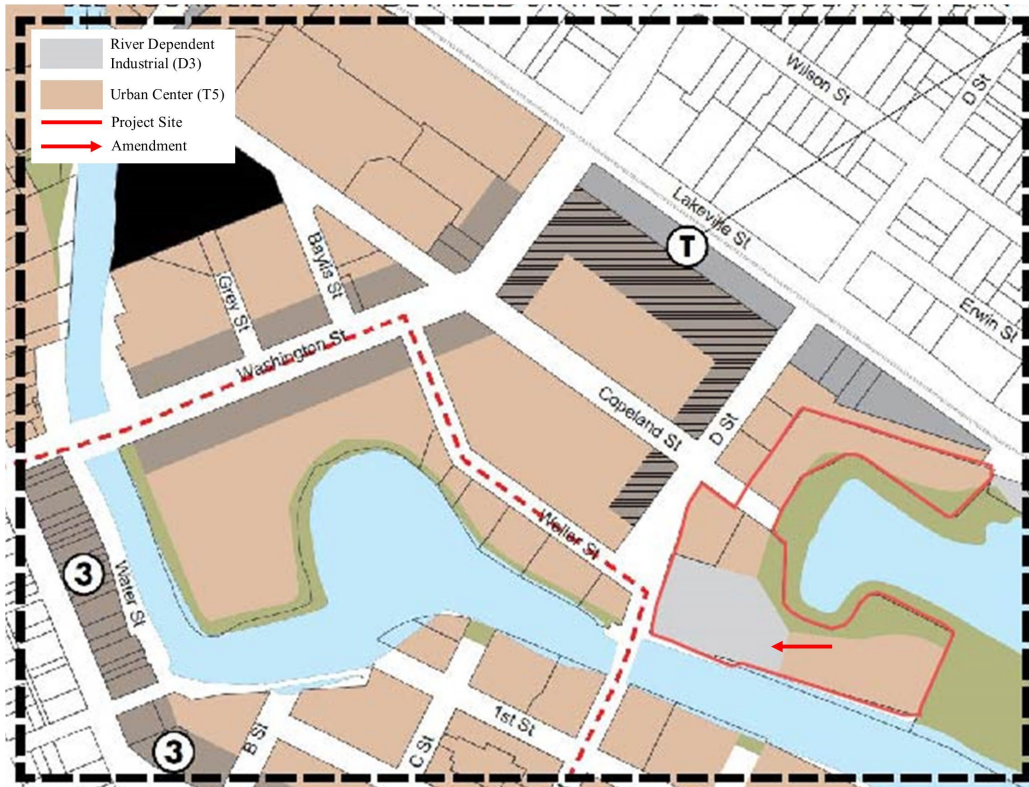 River Dependent
Industrial (D3)
Urban Center (T5)
Project Site
Amendment
Wilson St
D St
Lakeville St
T
Baylis St
Grey St
Erwin St
Washington St
Copeland St
D St
Weller St
3
Water St
1st St
B St
C St
3